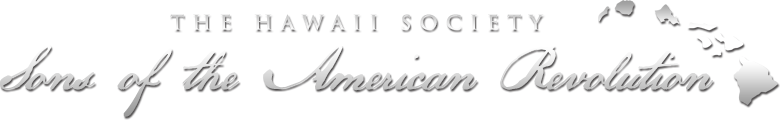 THE HAWAII SOCIETY
Sons of the American Revolution